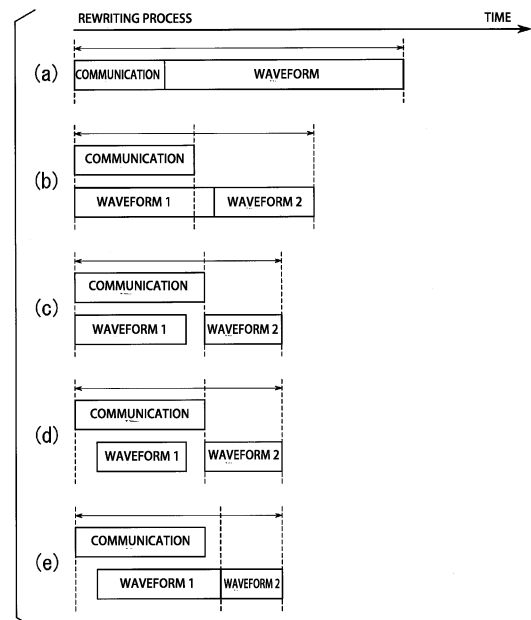 REWRITING PROCESS TIME
(a) COMMUNICATION WAVEFORM
(b) COMMUNICATION
WAVEFORM 1 WAVEFORM 2
(c) COMMUNICATION
WAVEFORM 1 WAVEFORM 2
(d) COMMUNICATION
WAVEFORM 1 WAVEFORM 2
(e) COMMUNICATION
WAVEFORM 1 WAVEFORM 2